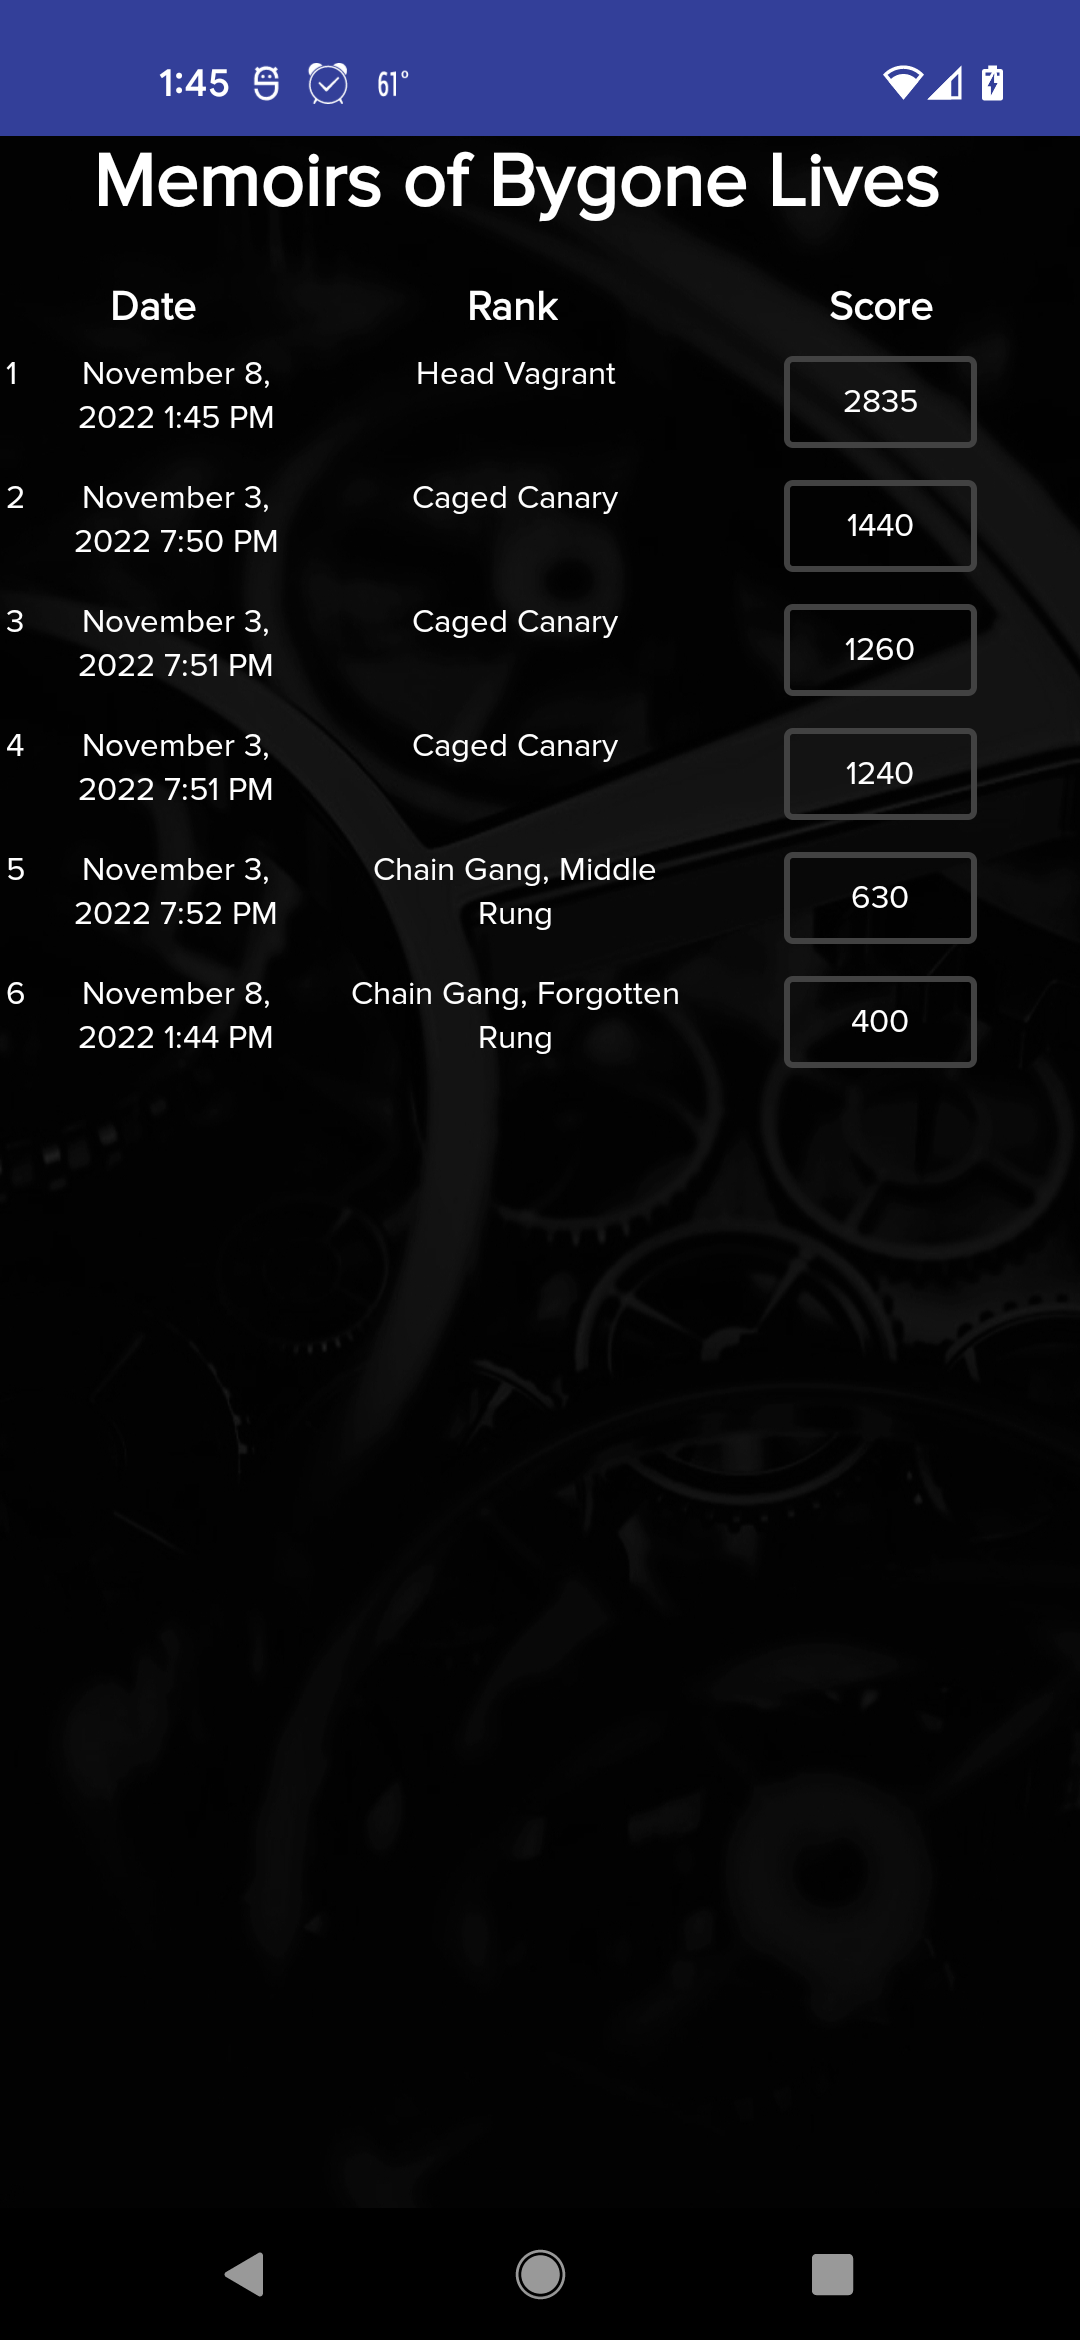 1:45 61°
Memoirs of Bygone Lives
Date Rank Score
1 November 8, Head Vagrant 2835
2022 1:45 PM
2 November 3, Caged Canary 1440
2022 7:50 PM
3 November 3, Caged Canary 1260
2022 7:51 PM
4 November 3, Caged Canary 1240
2022 7:51 PM
5 November 3, Chain Gang, Middle 630
2022 7:52 PM Rung
6 November 8, Chain Gang, Forgotten 400
2022 1:44 PM Rung